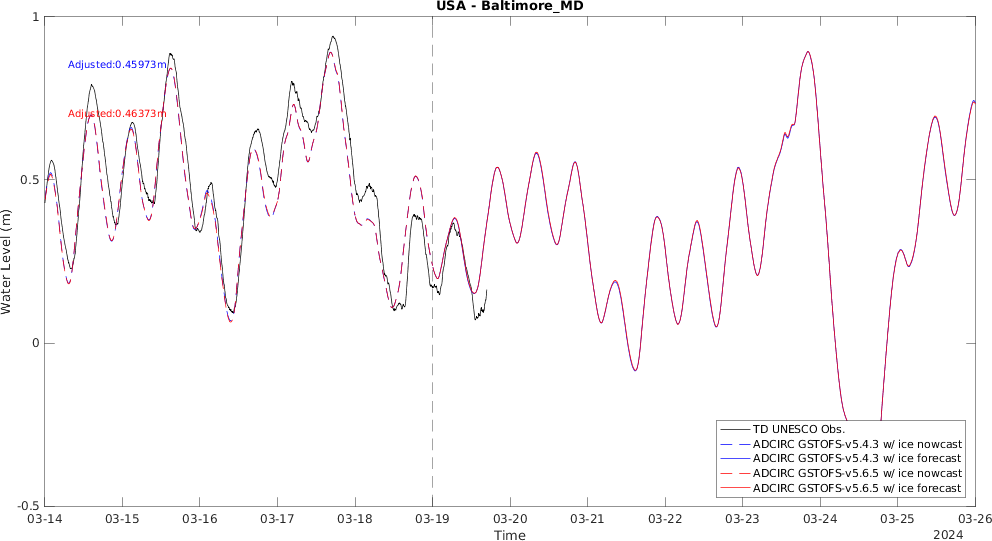 USA - Baltimore_MD
1
0.5
0
-0.5
Water Level (m)
Adjusted:0.45973m
Adjusted:0.46373m
TD UNESCO Obs.
ADCIRC GSTOFS-v5.4.3 w/ ice nowcast
ADCIRC GSTOFS-v5.4.3 w/ ice forecast
ADCIRC GSTOFS-v5.6.5 w/ ice nowcast
ADCIRC GSTOFS-v5.6.5 w/ ice forecast
03-14 03-15 03-16 03-17 03-18 03-19 03-20 03-21 03-22 03-23 03-24 03-25 03-26
Time
2024